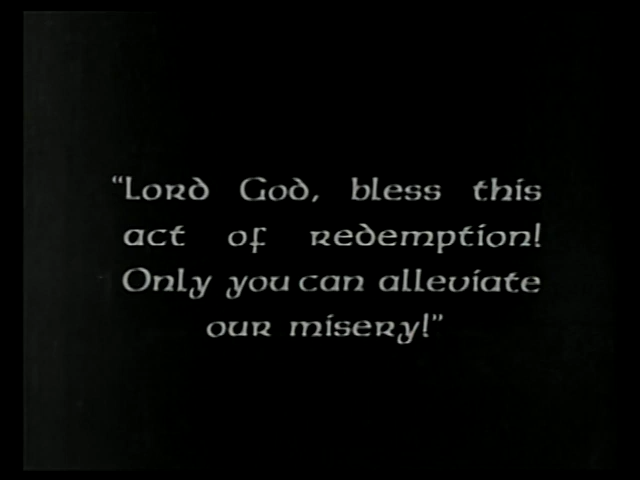 “Lord God, bless this
act of redemption!
Only you can alleviate
our misery!”